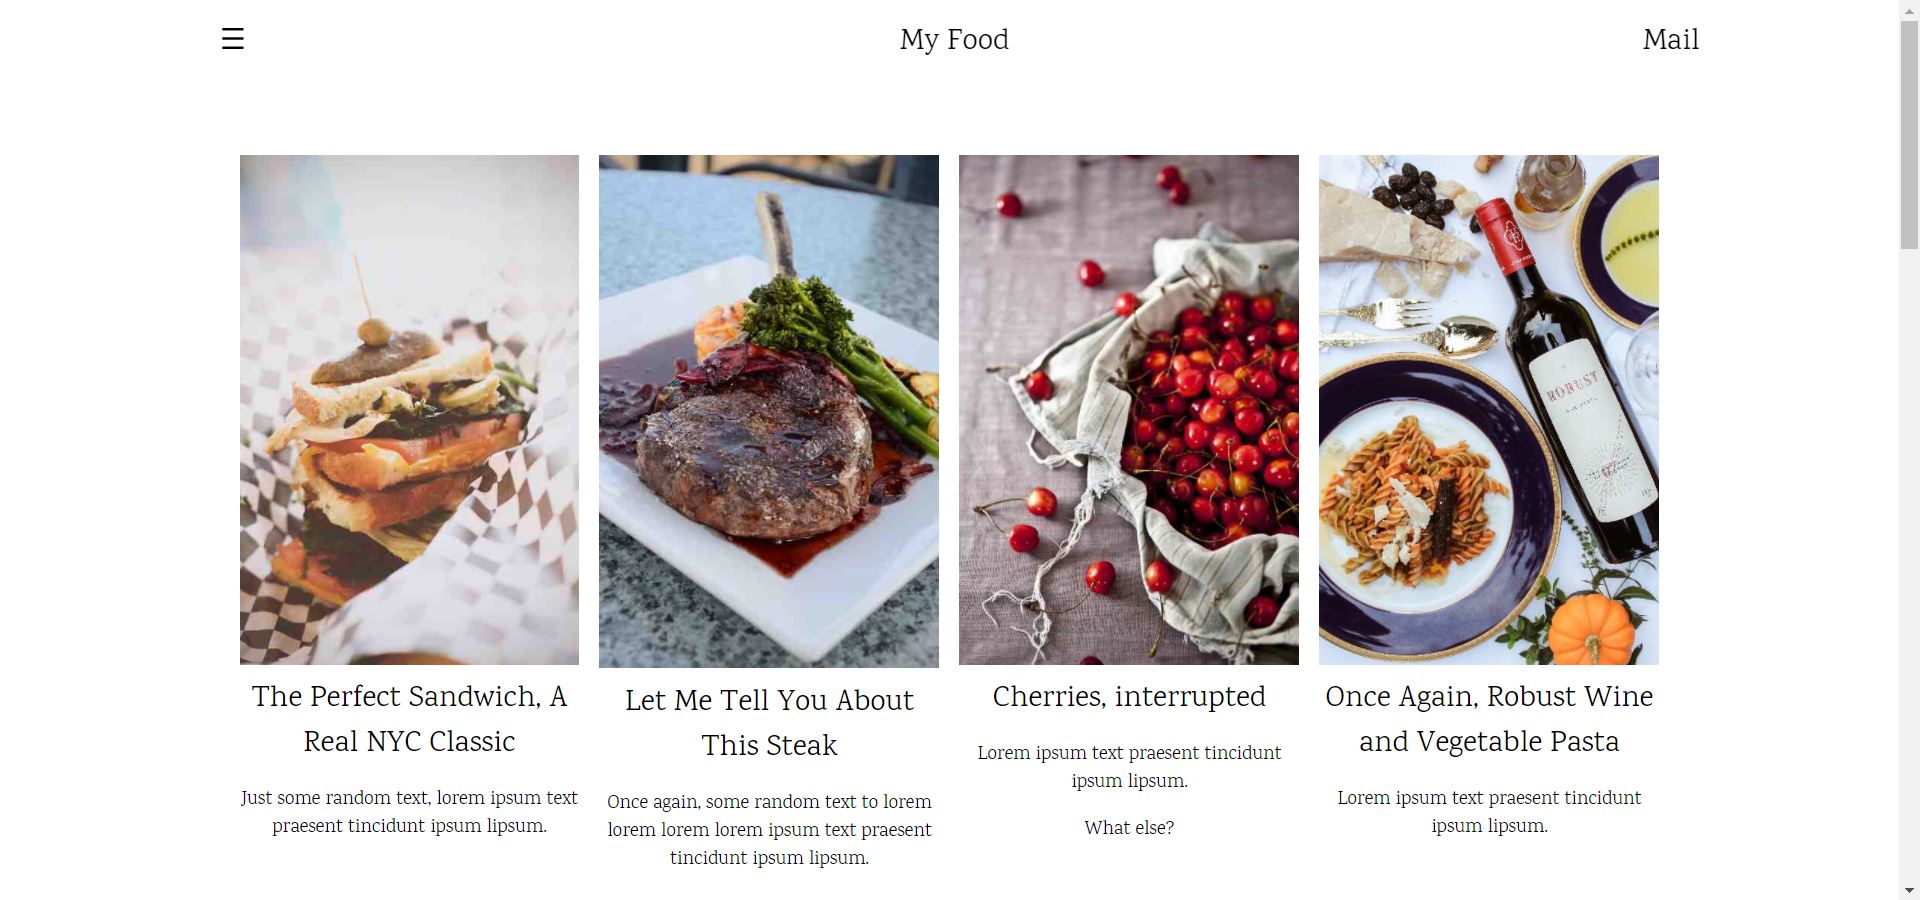 ☰ My Food Mail
The Perfect Sandwich, A
Real NYC Classic
Just some random text, lorem ipsum text
praesent tincidunt ipsum lipsum.
Let Me Tell You About
This Steak
Once again, some random text to lorem
lorem lorem lorem ipsum text praesent
tincidunt ipsum lipsum.
ROBUST
Cherries, interrupted
Lorem ipsum text praesent tincidunt
ipsum lipsum.
What else?
Once Again, Robust Wine
and Vegetable Pasta
Lorem ipsum text praesent tincidunt
ipsum lipsum.